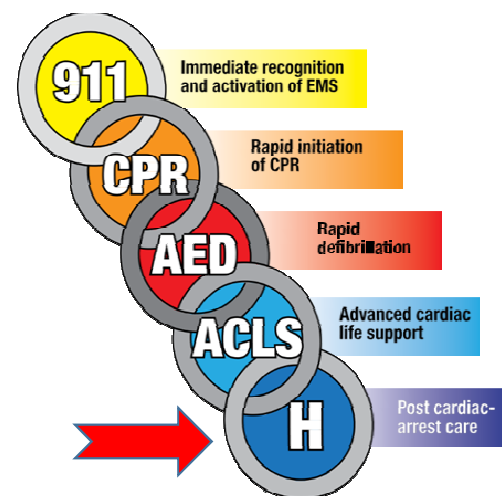 911
Immediate recognition
and activation of EMS
CPR
Rapid initiation
of CPR
AED
Rapid
defibrillation
ACLS
Advanced cardiac
life support
H
Post cardiac-
arrest care